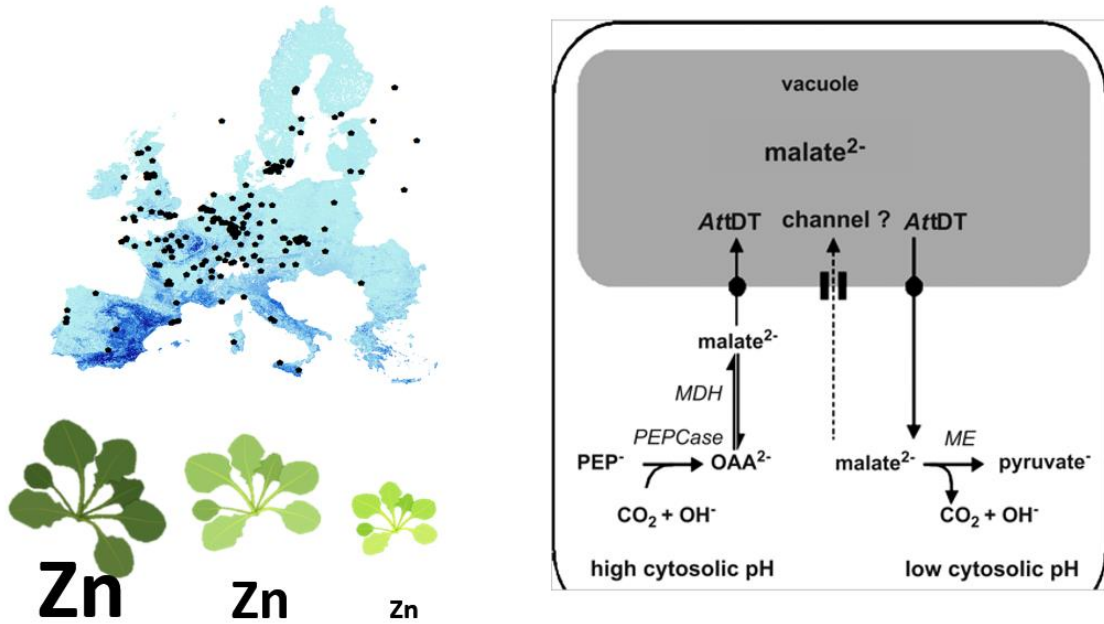 vacuole
malate²⁻
AttDT channel ? AttDT
malate²⁻
MDH
PEPCase ME
PEP⁻ OAA²⁻ malate²⁻ pyruvate⁻
CO₂ + OH⁻ CO₂ + OH⁻
high cytosolic pH low cytosolic pH
Zn Zn Zn